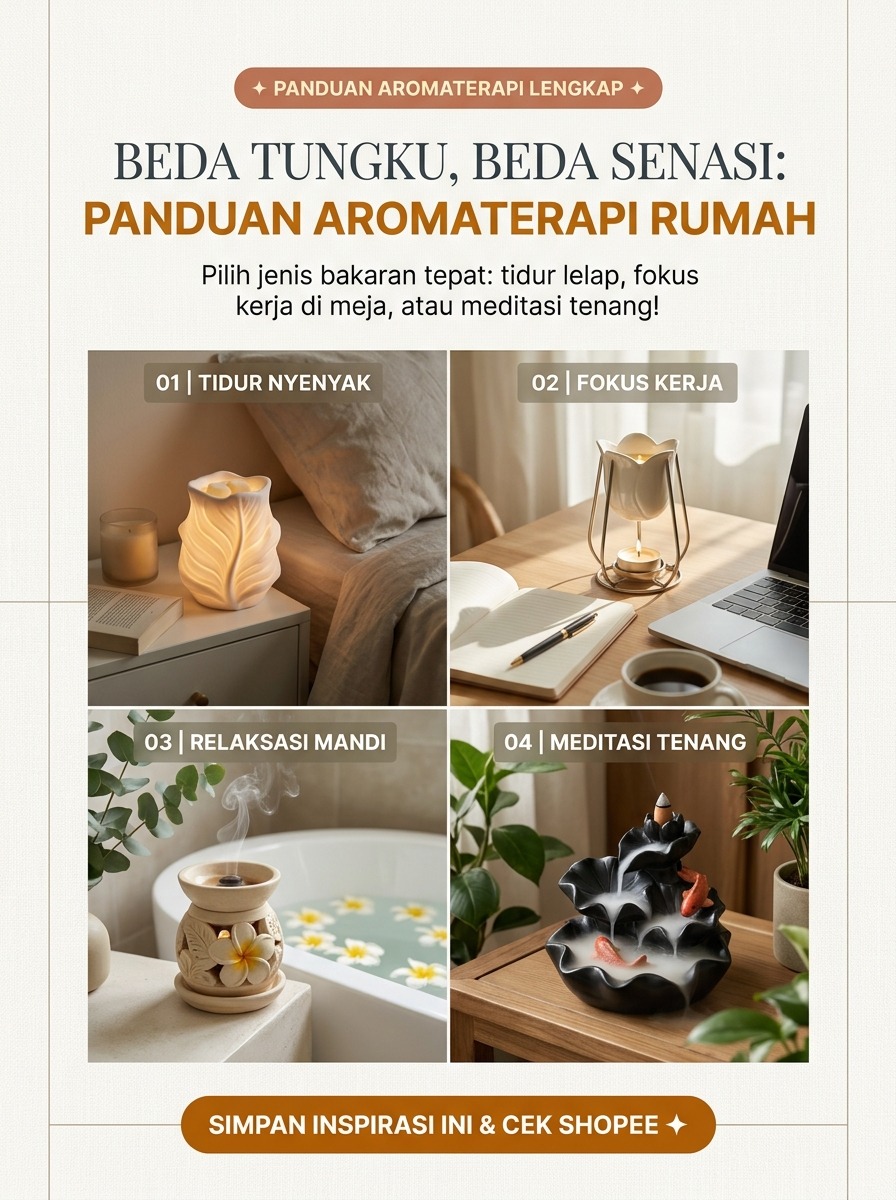 ✦ PANDUAN AROMATERAPI LENGKAP ✦
BEDA TUNGKU, BEDA SENASI:
PANDUAN AROMATERAPI RUMAH
Pilih jenis bakaran tepat: tidur lelap, fokus
kerja di meja, atau meditasi tenang!
01 | TIDUR NYENYAK
02 | FOKUS KERJA
03 | RELAKSASI MANDI
04 | MEDITASI TENANG
SIMPAN INSPIRASI INI & CEK SHOPEE ✦